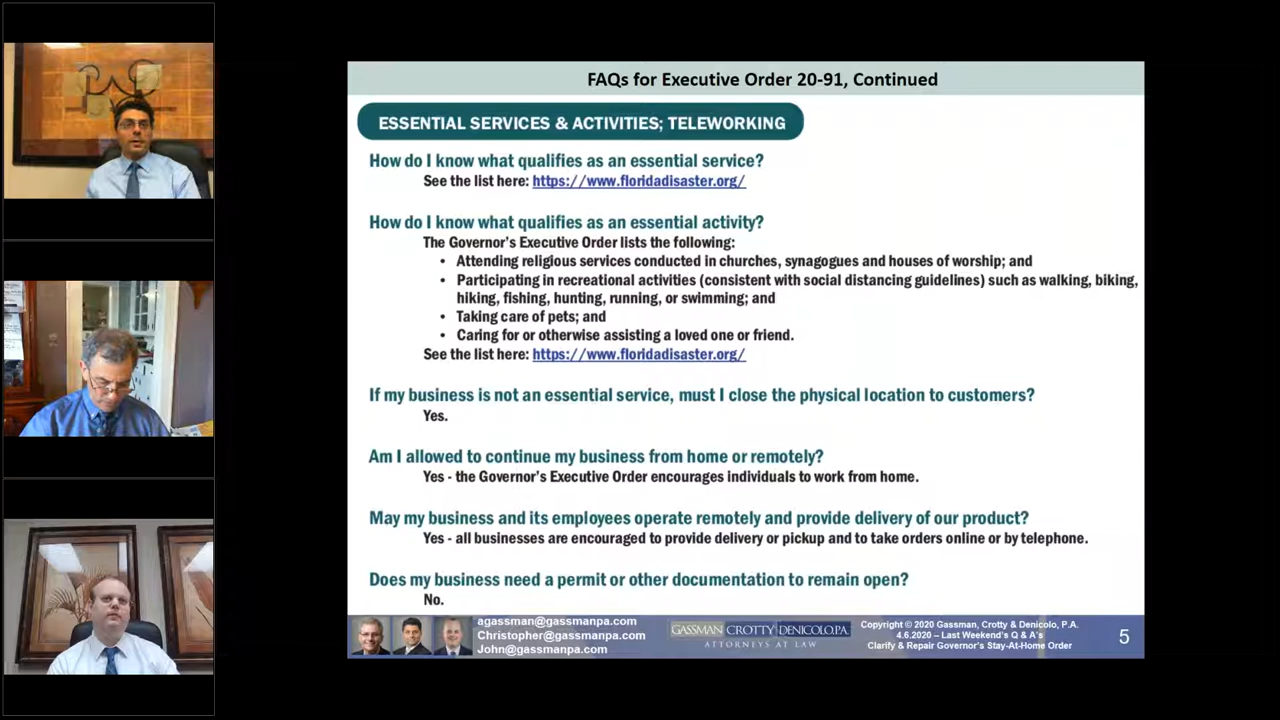 FAQs for Executive Order 20-91, Continued
ESSENTIAL SERVICES & ACTIVITIES; TELEWORKING
How do I know what qualifies as an essential service?
See the list here: https://www.floridadisaster.org/
How do I know what qualifies as an essential activity?
The Governor's Executive Order lists the following:
• Attending religious services conducted in churches, synagogues and houses of worship; and
• Participating in recreational activities (consistent with social distancing guidelines) such as walking, biking,
hiking, fishing, hunting, running, or swimming; and
• Taking care of pets; and
• Caring for or otherwise assisting a loved one or friend.
See the list here: https://www.floridadisaster.org/
If my business is not an essential service, must I close the physical location to customers?
Yes.
Am I allowed to continue my business from home or remotely?
Yes - the Governor's Executive Order encourages individuals to work from home.
May my business and its employees operate remotely and provide delivery of our product?
Yes - all businesses are encouraged to provide delivery or pickup and to take orders online or by telephone.
Does my business need a permit or other documentation to remain open?
No.
agassman@gassmanpa.com
Christopher@gassmanpa.com
John@gassmanpa.com
GASSMAN CROTTY DENICOLO, P.A.
ATTORNEYS AT LAW
Copyright © 2020 Gassman, Crotty & Denicolo, P.A.
4.6.2020 – Last Weekend's Q & A's
Clarify & Repair Governor's Stay-At-Home Order
5